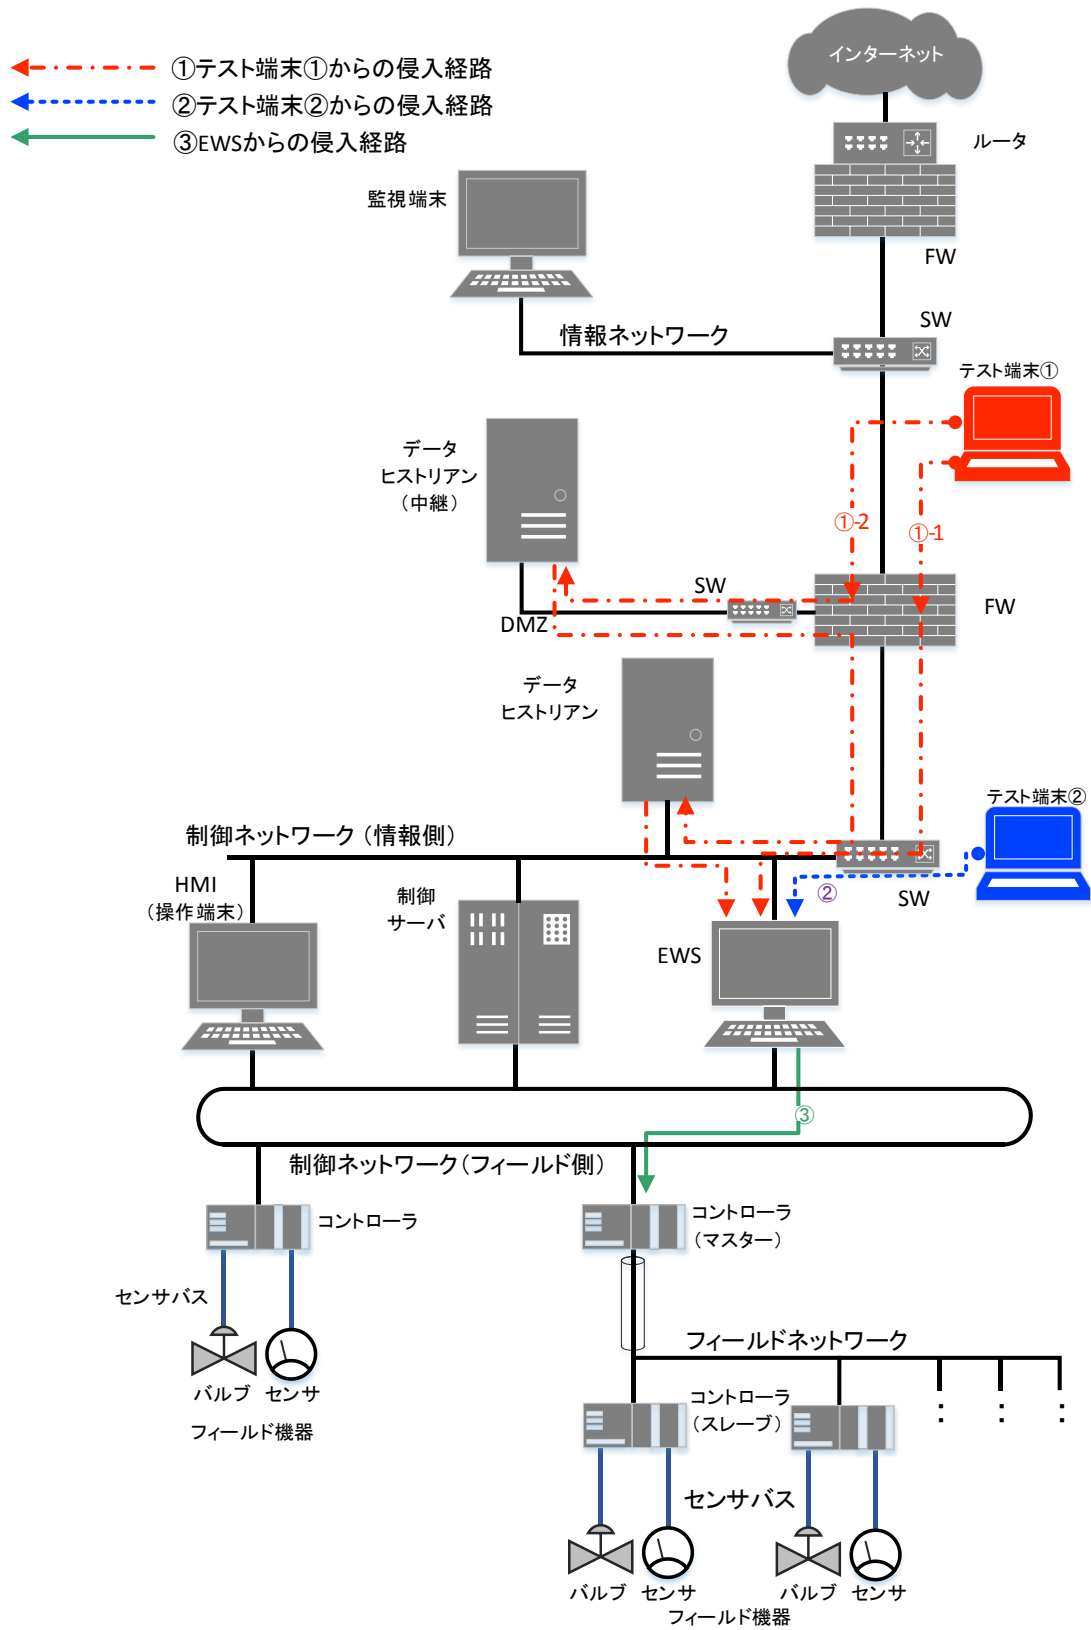 インターネット
①テスト端末①からの侵入経路
②テスト端末②からの侵入経路
③EWSからの侵入経路
ルータ
監視端末
FW
SW
情報ネットワーク
テスト端末①
データ
ヒストリアン
（中継）
①-2
①-1
SW
FW
DMZ
データ
ヒストリアン
テスト端末②
制御ネットワーク（情報側）
HMI
（操作端末）
制御
サーバ
②
SW
EWS
③
制御ネットワーク（フィールド側）
コントローラ
コントローラ
（マスター）
センサバス
フィールドネットワーク
バルブ
センサ
フィールド機器
コントローラ
（スレーブ）
：
：
：
センサバス
バルブ
センサ
バルブ
センサ
フィールド機器